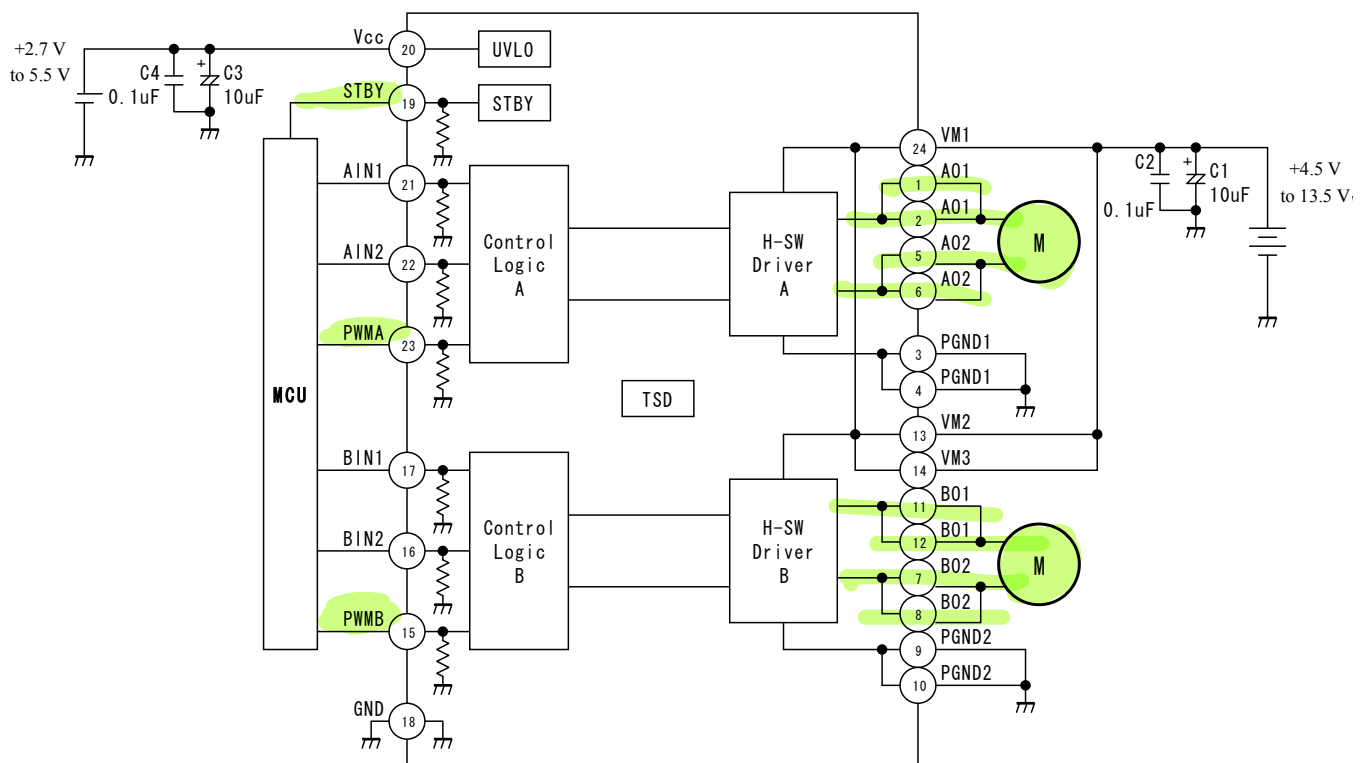 +2.7 V
to 5.5 V
C4
0.1uF
+
C3
10uF
Vcc
20
UVLO
STBY
19
STBY
MCU
AIN1
21
AIN2
22
PWMA
23
Control
Logic
A
H-SW
Driver
A
24
VM1
1
AO1
2
AO1
5
AO2
6
AO2
M
3
PGND1
4
PGND1
C2
0.1uF
+
C1
10uF
+4.5 V
to 13.5 V
TSD
13
VM2
14
VM3
BIN1
17
BIN2
16
PWMB
15
Control
Logic
B
H-SW
Driver
B
11
BO1
12
BO1
7
BO2
8
BO2
M
9
PGND2
10
PGND2
GND
18